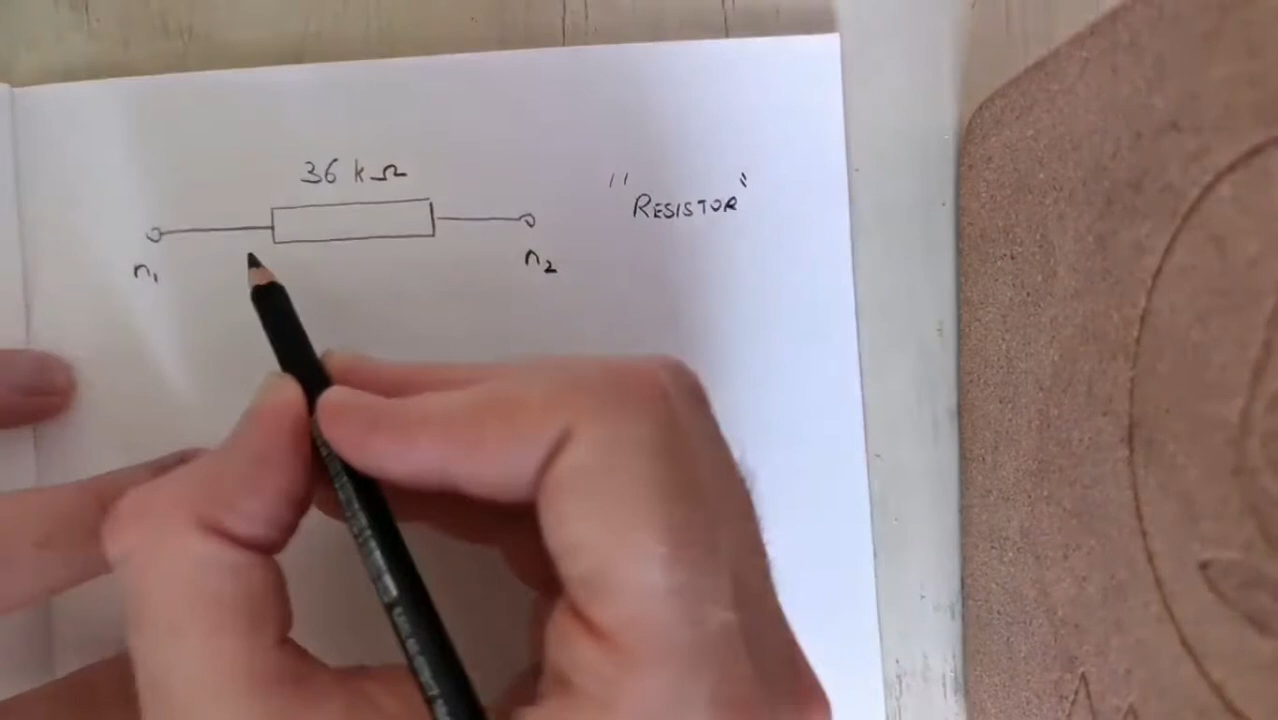 36 kΩ
"RESISTOR"
n₁
n₂